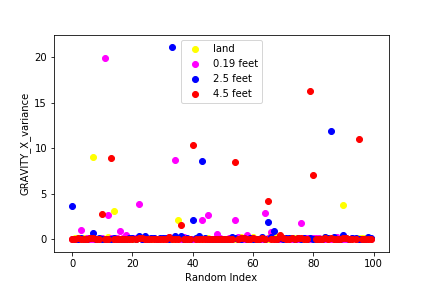 GRAVITY_X_variance
20
15
10
5
0
land
0.19 feet
2.5 feet
4.5 feet
0 20 40 60 80 100
Random Index